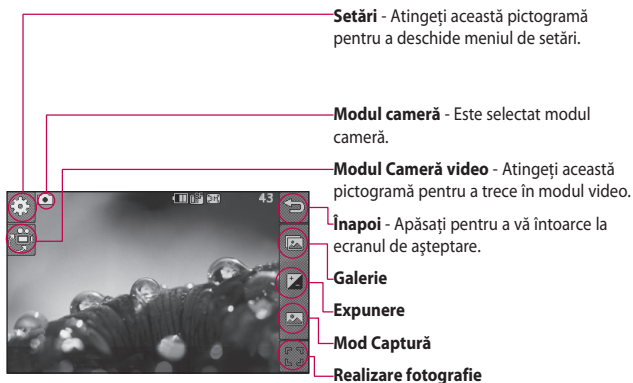 Setări - Atingeți această pictogramă
pentru a deschide meniul de setări.
Modul cameră - Este selectat modul
cameră.
Modul Cameră video - Atingeți această
pictogramă pentru a trece în modul video.
43
Înapoi - Apăsați pentru a vă întoarce la
ecranul de aşteptare.
Galerie
Expunere
Mod Captură
Realizare fotografie